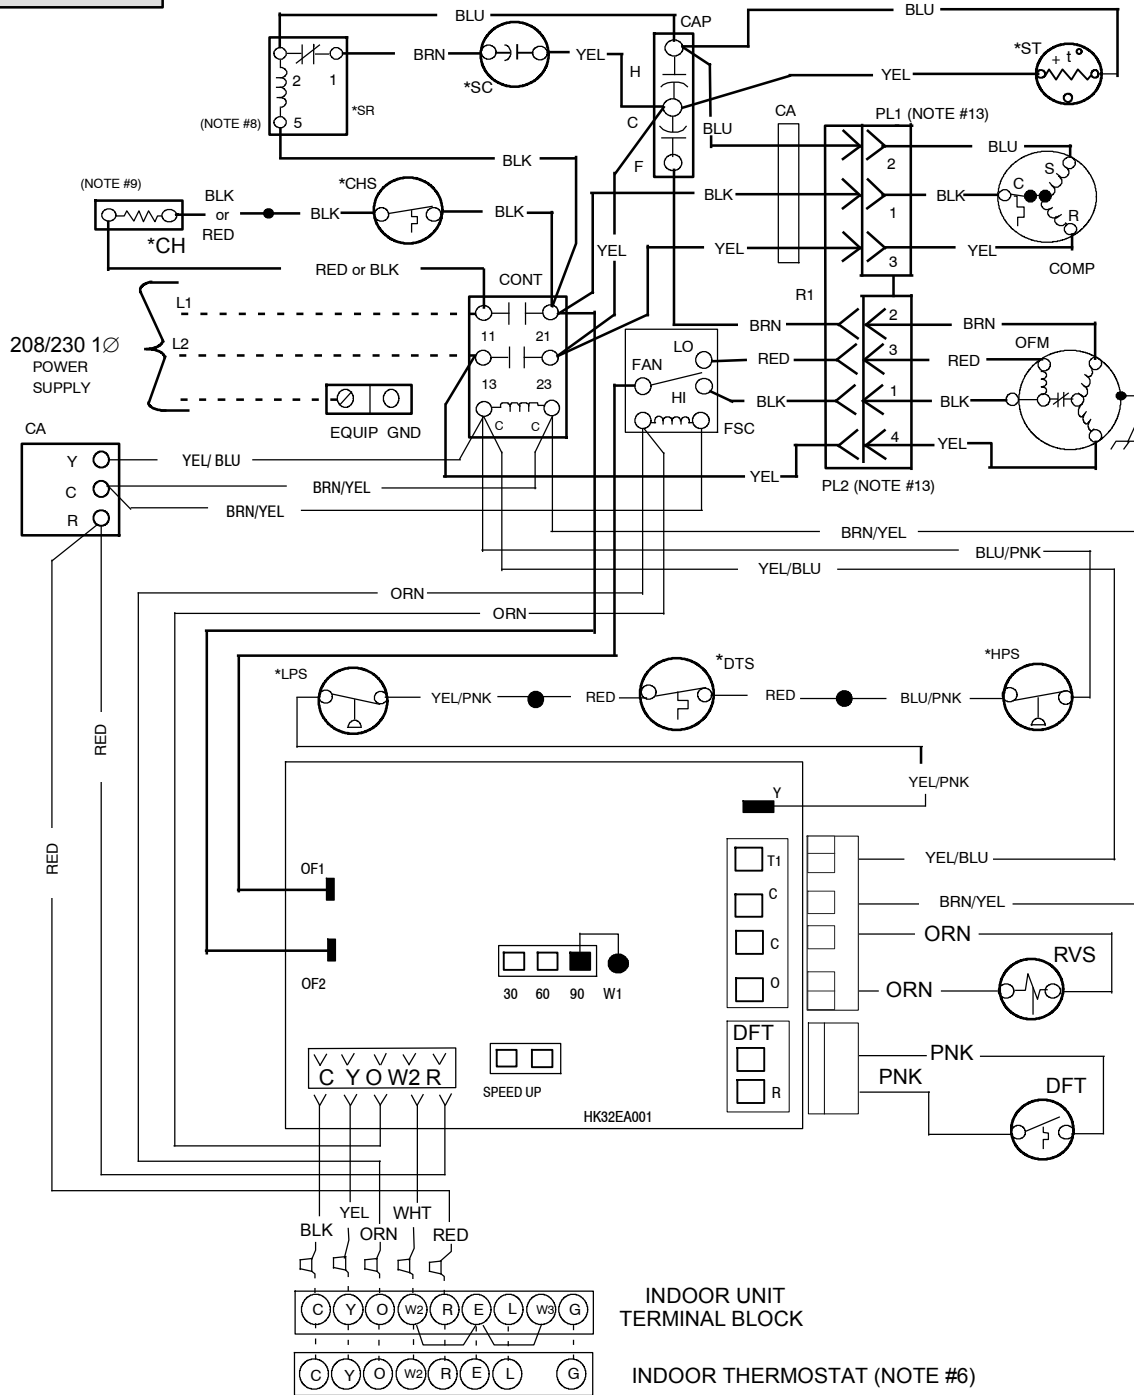 BLU
CAP
BLU
BRN
YEL
*ST
+ t°
2
1
*SC
H
YEL
(NOTE #8)
5
*SR
C
BLU
CA
PL1 (NOTE #13)
BLK
F
2
BLU
S
(NOTE #9)
BLK
or
RED
BLK
*CHS
BLK
BLK
1
BLK
C
R
*CH
YEL
YEL
3
YEL
COMP
RED or BLK
CONT
R1
L1
11
21
BRN
2
BRN
208/230 1∅
POWER
SUPPLY
L2
LO
RED
3
RED
OFM
FAN
13
23
HI
BLK
1
BLK
EQUIP GND
C
C
FSC
4
YEL
CA
Y
YEL/ BLU
YEL
PL2 (NOTE #13)
C
BRN/YEL
R
BRN/YEL
BRN/YEL
BLU/PNK
YEL/BLU
ORN
ORN
*LPS
*DTS
*HPS
YEL/PNK
RED
RED
BLU/PNK
RED
YEL/PNK
Y
RED
OF1
T1
YEL/BLU
C
BRN/YEL
C
ORN
RVS
OF2
30
60
90
W1
O
ORN
DFT
PNK
C Y O W2 R
SPEED UP
R
PNK
DFT
HK32EA001
BLK
YEL
ORN
WHT
RED
C Y O W2 R E L W3 G
INDOOR UNIT
TERMINAL BLOCK
C Y O W2 R E L G
INDOOR THERMOSTAT (NOTE #6)